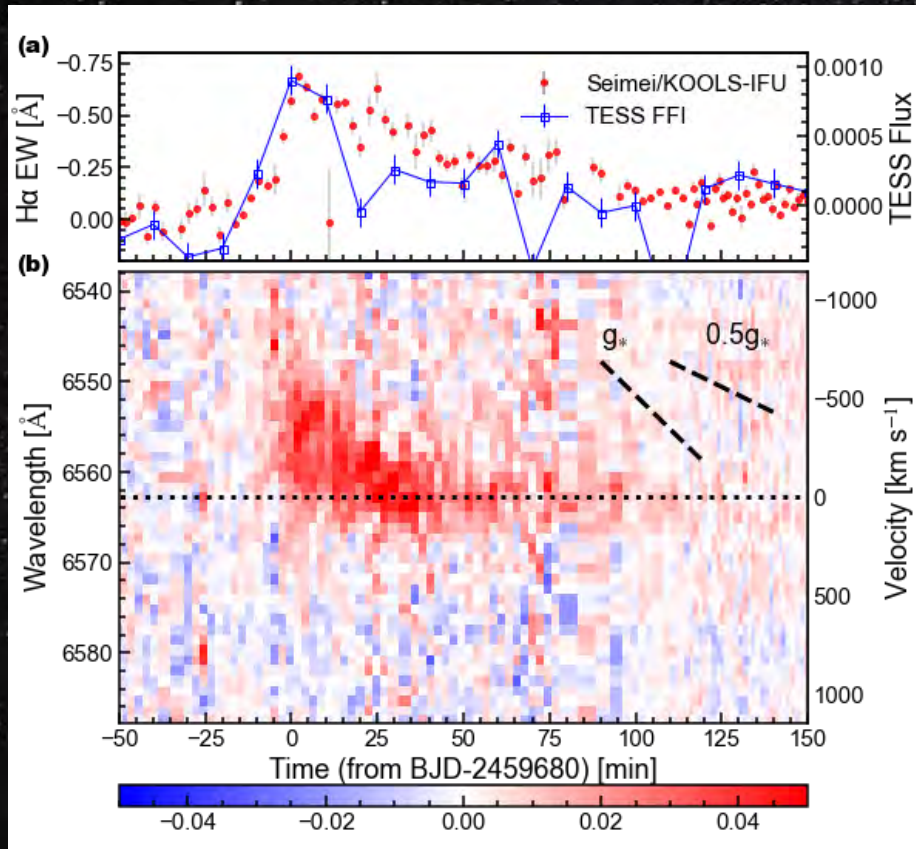 (a)
−0.75
−0.50
−0.25
0.00
Hα EW [Å]
Seimei/KOOLS-IFU
TESS FFI
0.0010
0.0005
0.0000
TESS Flux
(b)
6540
6550
6560
6570
6580
Wavelength [Å]
g*
0.5g*
−1000
−500
0
500
1000
Velocity [km s⁻¹]
−50 −25 0 25 50 75 100 125 150
Time (from BJD-2459680) [min]
−0.04 −0.02 0.00 0.02 0.04